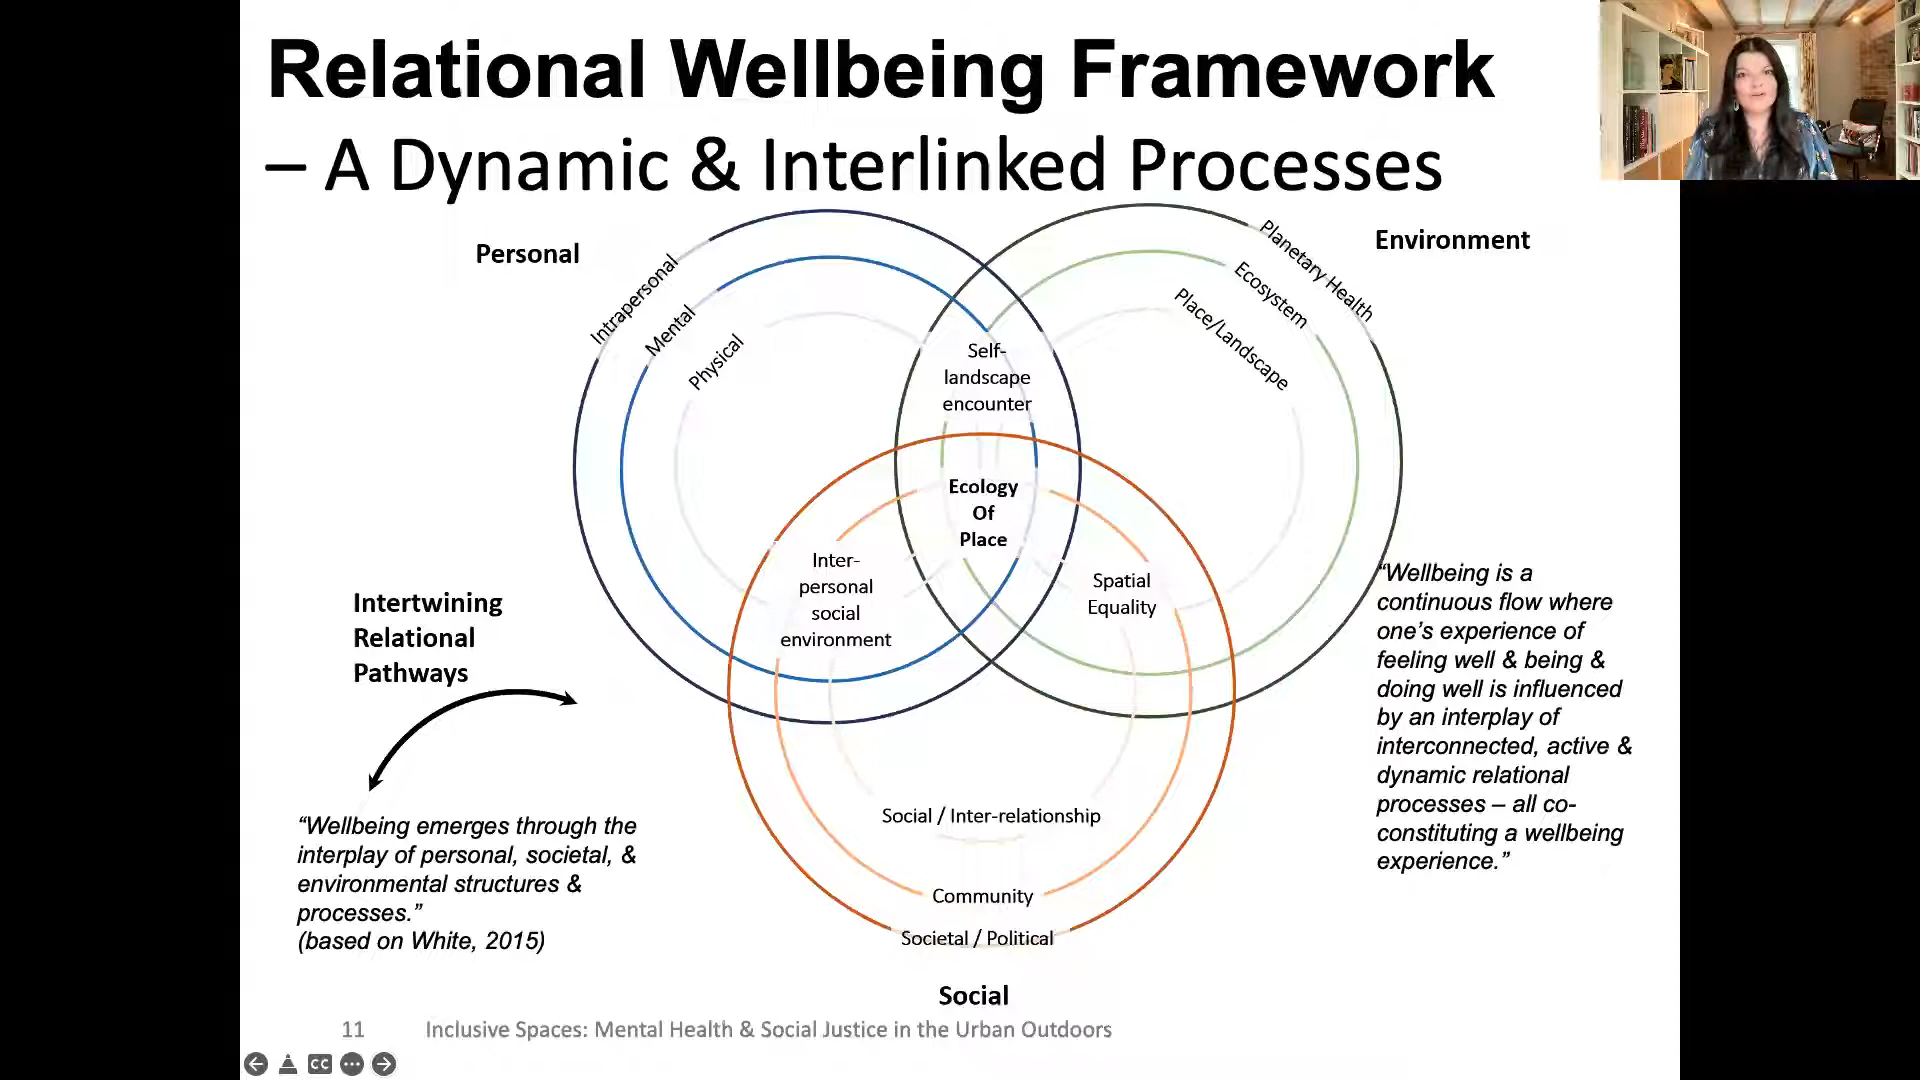 Relational Wellbeing Framework
– A Dynamic & Interlinked Processes
Personal
Environment
Intrapersonal
Mental
Physical
Planetary Health
Ecosystem
Place/Landscape
Self-
landscape
encounter
Ecology
Of
Place
Inter-
personal
social
environment
Spatial
Equality
Intertwining
Relational
Pathways
“Wellbeing is a
continuous flow where
one’s experience of
feeling well & being &
doing well is influenced
by an interplay of
interconnected, active &
dynamic relational
processes – all co-
constituting a wellbeing
experience.”
“Wellbeing emerges through the
interplay of personal, societal, &
environmental structures &
processes.”
(based on White, 2015)
Social / Inter-relationship
Community
Societal / Political
Social
11
Inclusive Spaces: Mental Health & Social Justice in the Urban Outdoors
CC